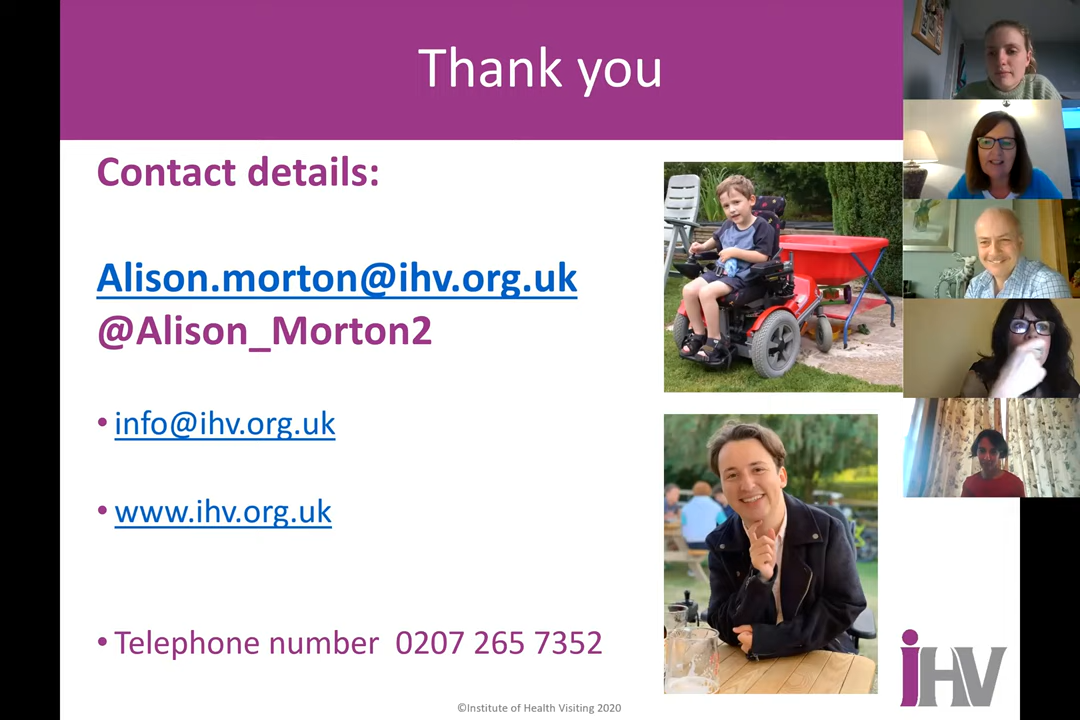 Thank you
Contact details:
Alison.morton@ihv.org.uk
@Alison_Morton2
• info@ihv.org.uk
• www.ihv.org.uk
• Telephone number 0207 265 7352
©Institute of Health Visiting 2020
iHV